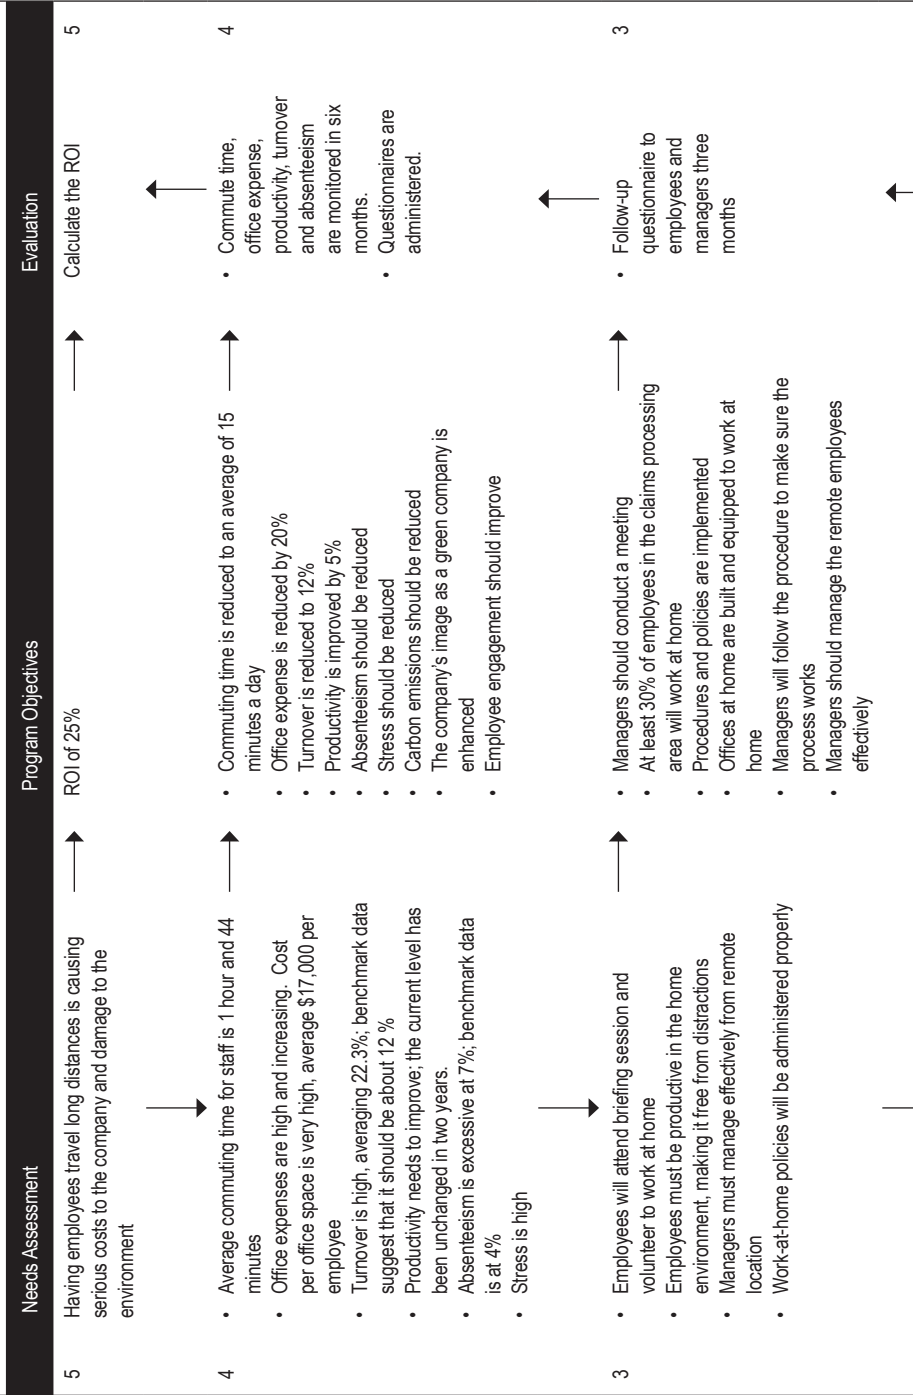 Needs Assessment
Program Objectives
Evaluation
5
Having employees travel long distances is causing
serious costs to the company and damage to the
environment
ROI of 25%
Calculate the ROI
5
4
• Average commuting time for staff is 1 hour and 44
minutes
• Office expenses are high and increasing. Cost
per office space is very high, average $17,000 per
employee
• Turnover is high, averaging 22.3%; benchmark data
suggest that it should be about 12 %
• Productivity needs to improve; the current level has
been unchanged in two years.
• Absenteeism is excessive at 7%; benchmark data
is at 4%
• Stress is high
• Commuting time is reduced to an average of 15
minutes a day
• Office expense is reduced by 20%
• Turnover is reduced to 12%
• Productivity is improved by 5%
• Absenteeism should be reduced
• Stress should be reduced
• Carbon emissions should be reduced
• The company's image as a green company is
enhanced
• Employee engagement should improve
• Commute time,
office expense,
productivity, turnover
and absenteeism
are monitored in six
months.
• Questionnaires are
administered.
4
3
• Employees will attend briefing session and
volunteer to work at home
• Employees must be productive in the home
environment, making it free from distractions
• Managers must manage effectively from remote
location
• Work-at-home policies will be administered properly
• Managers should conduct a meeting
• At least 30% of employees in the claims processing
area will work at home
• Procedures and policies are implemented
• Offices at home are built and equipped to work at
home
• Managers will follow the procedure to make sure the
process works
• Managers should manage the remote employees
effectively
• Follow-up
questionnaire to
employees and
managers three
months
3